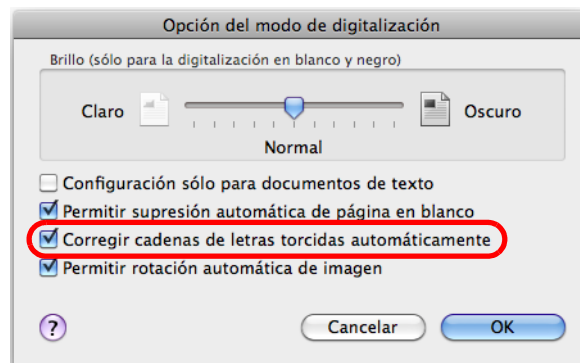 Opción del modo de digitalización
Brillo (sólo para la digitalización en blanco y negro)
Claro Oscuro
Normal
Configuración sólo para documentos de texto
Permitir supresión automática de página en blanco
Corregir cadenas de letras torcidas automáticamente
Permitir rotación automática de imagen
? Cancelar OK